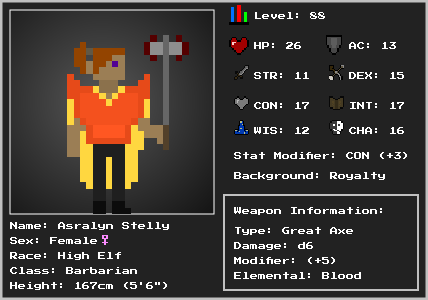 Level: 88
HP: 26 AC: 13
STR: 11 DEX: 15
CON: 17 INT: 17
WIS: 12 CHA: 16
Stat Modifier: CON (+3)
Background: Royalty
Name: Asralyn Stelly
Sex: Female♀
Race: High Elf
Class: Barbarian
Height: 167cm (5'6")
Weapon Information:
Type: Great Axe
Damage: d6
Modifier: (+5)
Elemental: Blood